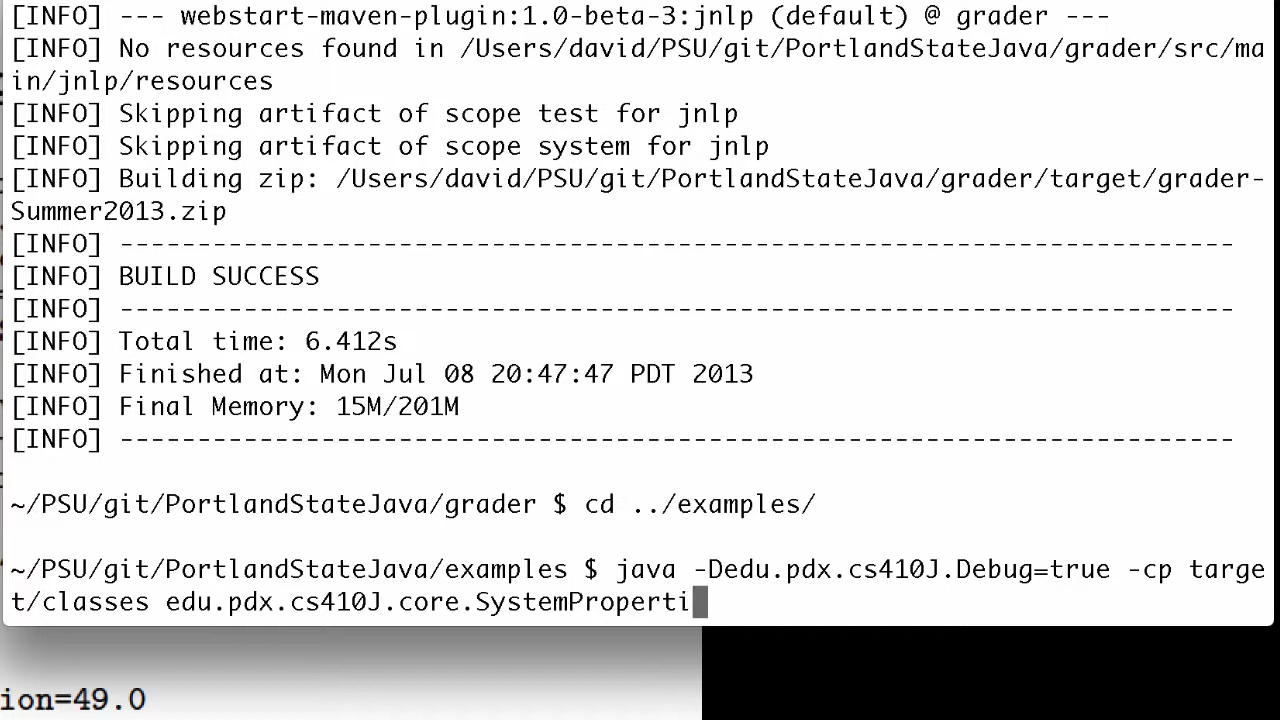 [INFO] --- webstart-maven-plugin:1.0-beta-3:jnlp (default) @ grader ---
[INFO] No resources found in /Users/david/PSU/git/PortlandStateJava/grader/src/ma
in/jnlp/resources
[INFO] Skipping artifact of scope test for jnlp
[INFO] Skipping artifact of scope system for jnlp
[INFO] Building zip: /Users/david/PSU/git/PortlandStateJava/grader/target/grader-
Summer2013.zip
[INFO] ------------------------------------------------------------------------
[INFO] BUILD SUCCESS
[INFO] ------------------------------------------------------------------------
[INFO] Total time: 6.412s
[INFO] Finished at: Mon Jul 08 20:47:47 PDT 2013
[INFO] Final Memory: 15M/201M
[INFO] ------------------------------------------------------------------------
~/PSU/git/PortlandStateJava/grader $ cd ../examples/
~/PSU/git/PortlandStateJava/examples $ java -Dedu.pdx.cs410J.Debug=true -cp targe
t/classes edu.pdx.cs410J.core.SystemProperti
ion=49.0